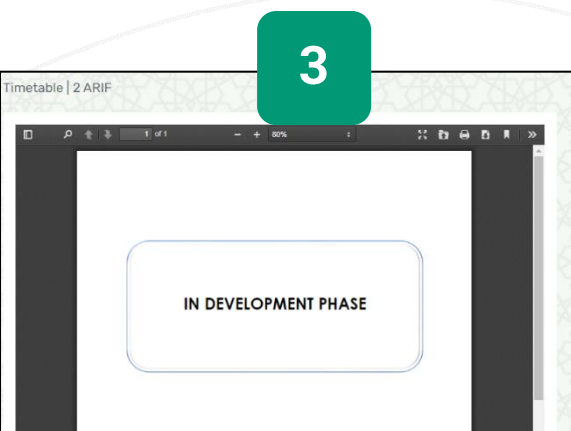 3
Timetable | 2 ARIF
1 of 1
80%
IN DEVELOPMENT PHASE